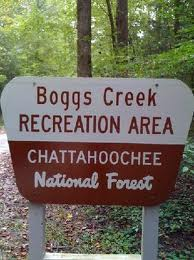 Boggs Creek
RECREATION AREA
CHATTAHOOCHEE
National Forest